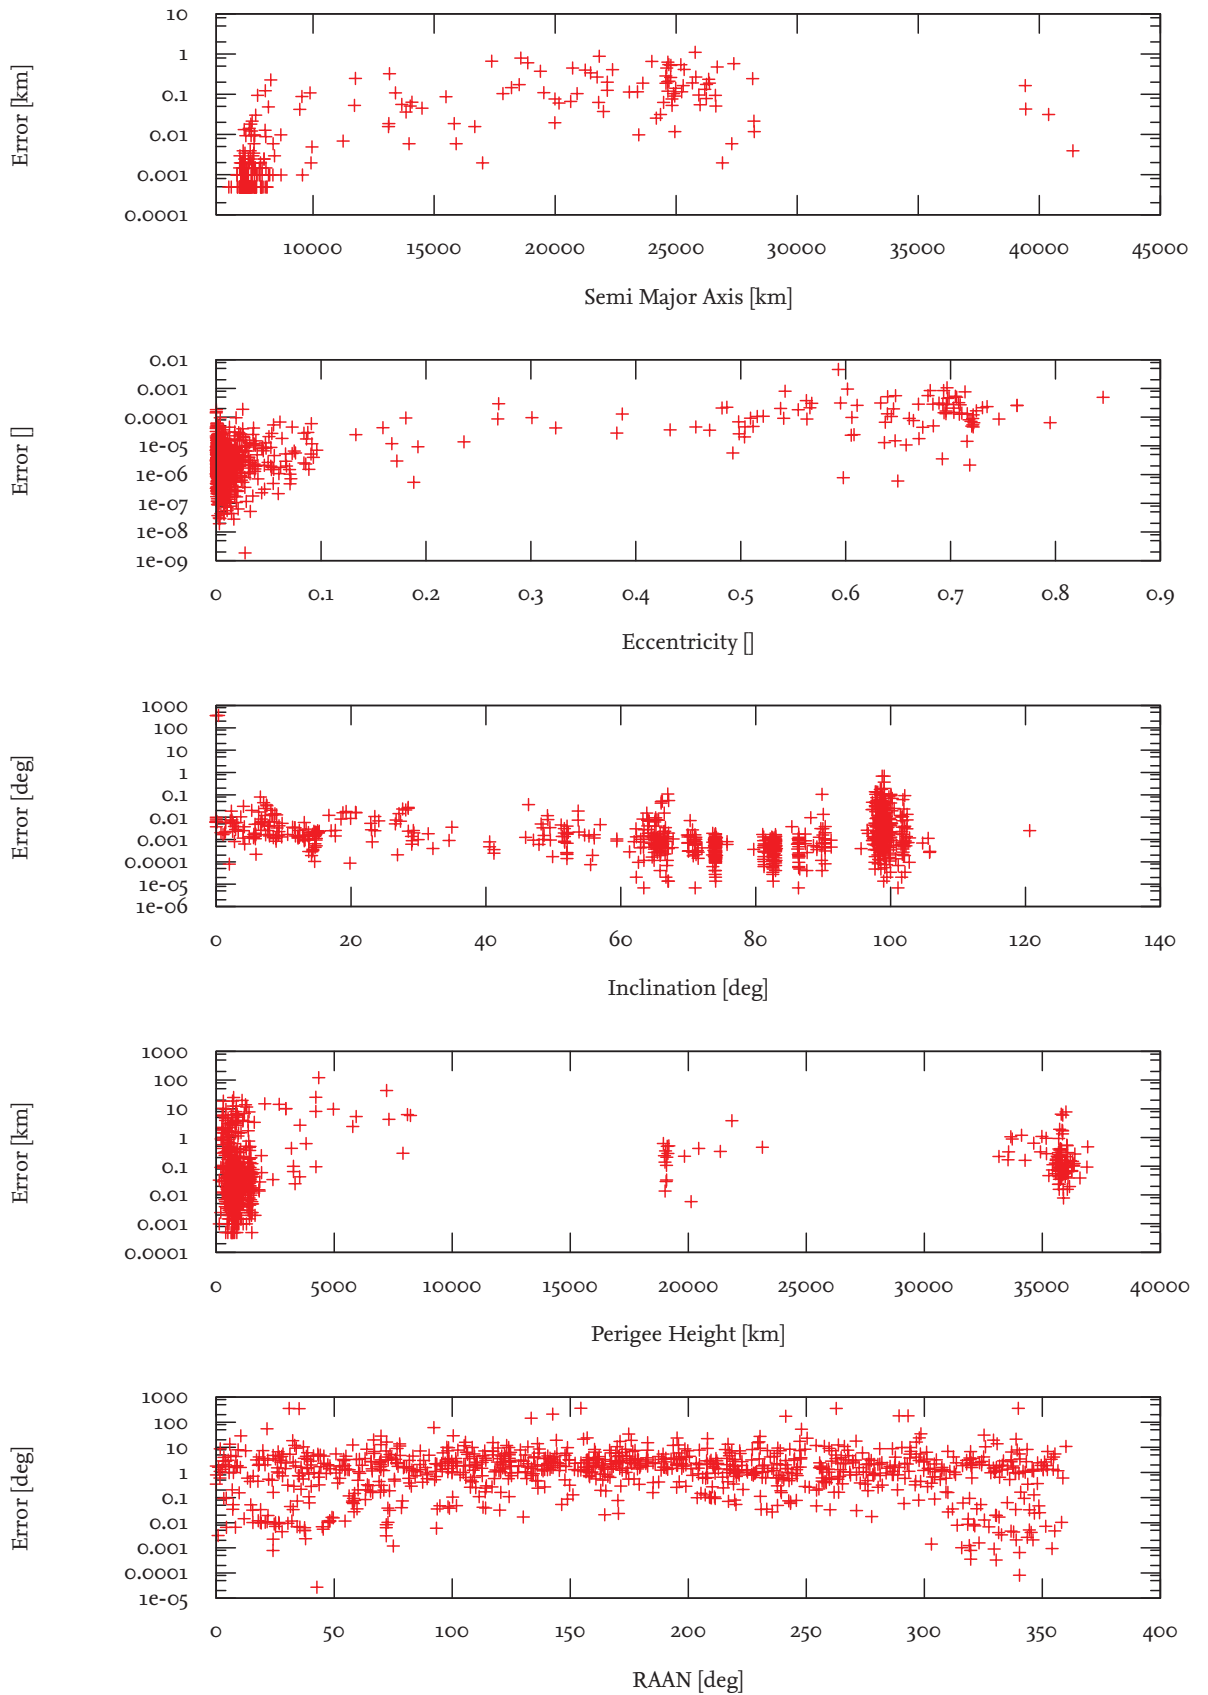 10
1
0.1
0.01
0.001
0.0001
Error [km]
10000 15000 20000 25000 30000 35000 40000 45000
Semi Major Axis [km]
0.01
0.001
0.0001
1e-05
1e-06
1e-07
1e-08
1e-09
Error []
0 0.1 0.2 0.3 0.4 0.5 0.6 0.7 0.8 0.9
Eccentricity []
1000
100
10
1
0.1
0.01
0.001
0.0001
1e-05
1e-06
Error [deg]
0 20 40 60 80 100 120 140
Inclination [deg]
1000
100
10
1
0.1
0.01
0.001
0.0001
Error [km]
0 5000 10000 15000 20000 25000 30000 35000 40000
Perigee Height [km]
1000
100
10
1
0.1
0.01
0.001
0.0001
1e-05
Error [deg]
0 50 100 150 200 250 300 350 400
RAAN [deg]